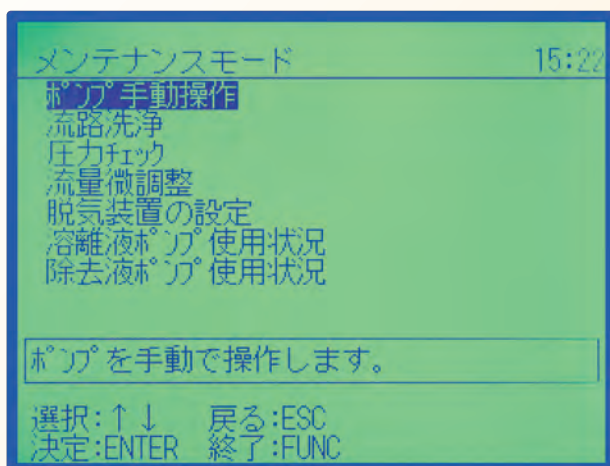 メンテナンスモード 15:22
ﾎﾟﾝﾌﾟ手動操作
流路洗浄
圧力ﾁｪｯｸ
流量微調整
脱気装置の設定
溶離液ﾎﾟﾝﾌﾟ使用状況
除去液ﾎﾟﾝﾌﾟ使用状況
ﾎﾟﾝﾌﾟを手動で操作します。
選択:↑↓ 戻る:ESC
決定:ENTER 終了:FUNC